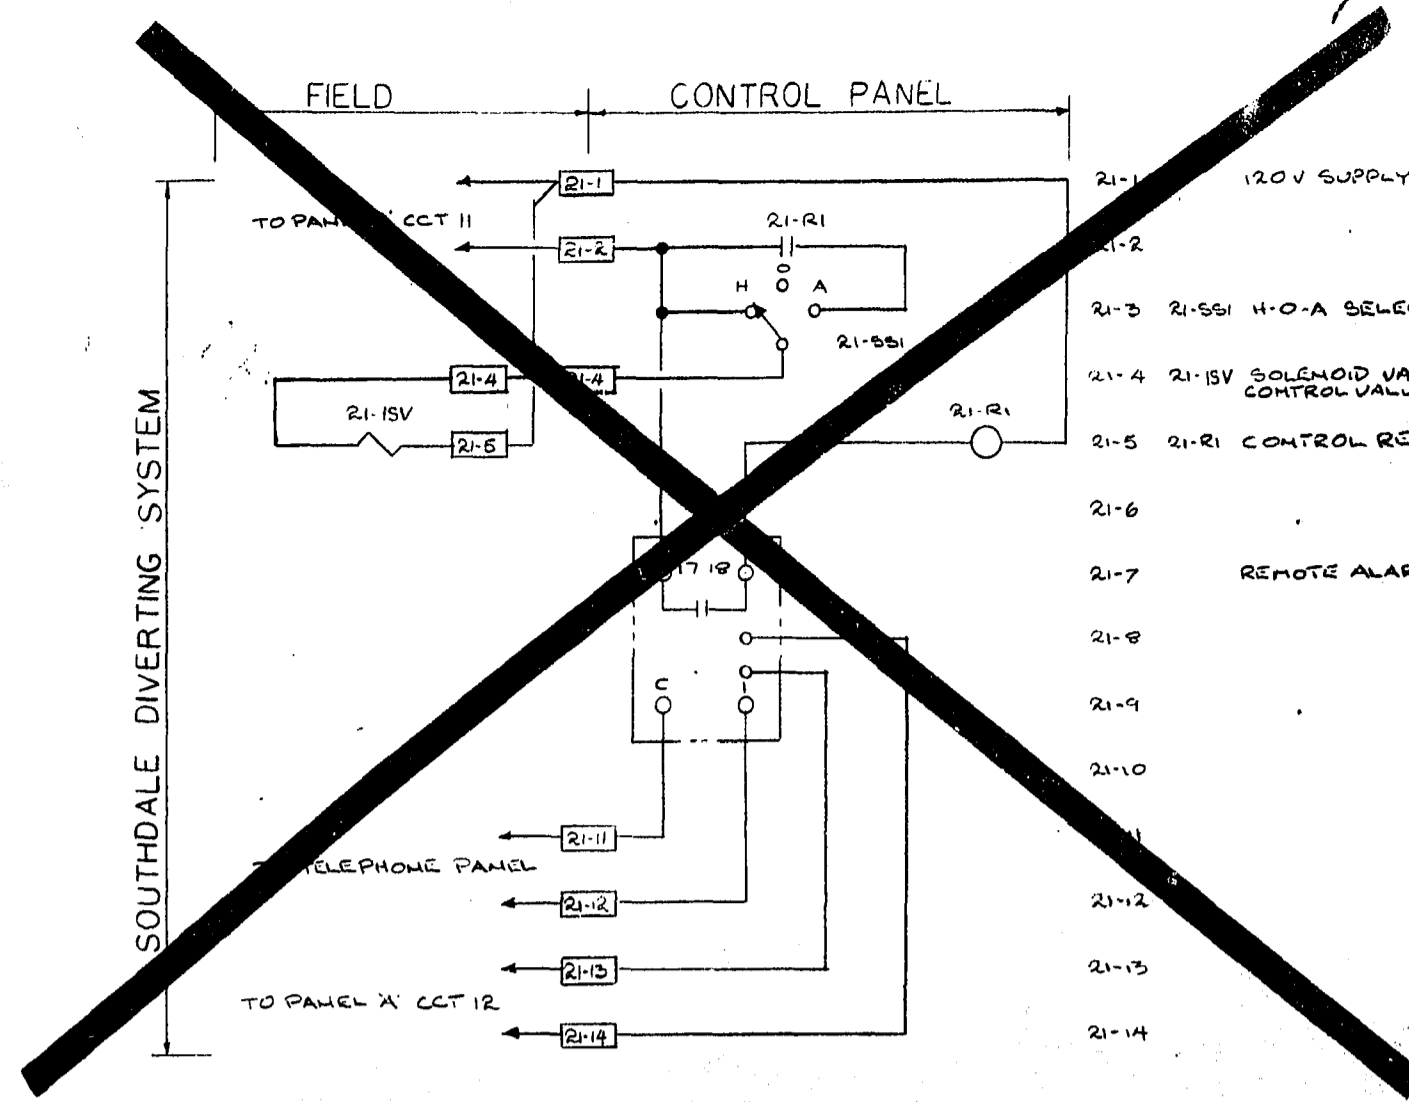 FIELD
CONTROL PANEL
21-1
21-1 120V SUPPLY
TO PANEL 'A' CCT 11
21-R1
21-2
21-2
O
H A
21-3 21-SS1 H-O-A SELE
21-SS1
21-4
21-4
21-4 21-1SV SOLENOID VA
CONTROL VAL
21-1SV
21-R1
21-5
21-5 21-R1 CONTROL RE
SOUTHDALE DIVERTING SYSTEM
21-6
17 18
21-7 REMOTE ALAR
21-8
C 1
21-9
21-10
21-11
TELEPHONE PANEL
21-12
21-12
21-13
21-13
TO PANEL 'A' CCT 12
21-14
21-14